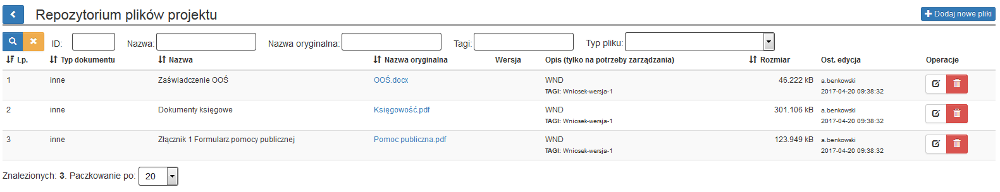 Repozytorium plików projektu
Dodaj nowe pliki
ID: Nazwa: Nazwa oryginalna: Tagi: Typ pliku:
Lp. Typ dokumentu Nazwa Nazwa oryginalna Wersja Opis (tylko na potrzeby zarządzania) Rozmiar Ost. edycja Operacje
1 inne Zaświadczenie OOŚ OOŚ.docx WND 46.222 kB a.benkowski
TAGI: Wniosek-wersja-1 2017-04-20 09:38:32
2 inne Dokumenty księgowe Księgowość.pdf WND 301.106 kB a.benkowski
TAGI: Wniosek-wersja-1 2017-04-20 09:38:32
3 inne Złącznik 1 Formularz pomocy publicznej Pomoc publiczna.pdf WND 123.949 kB a.benkowski
TAGI: Wniosek-wersja-1 2017-04-20 09:38:32
Znalezionych: 3. Paczkowanie po: 20